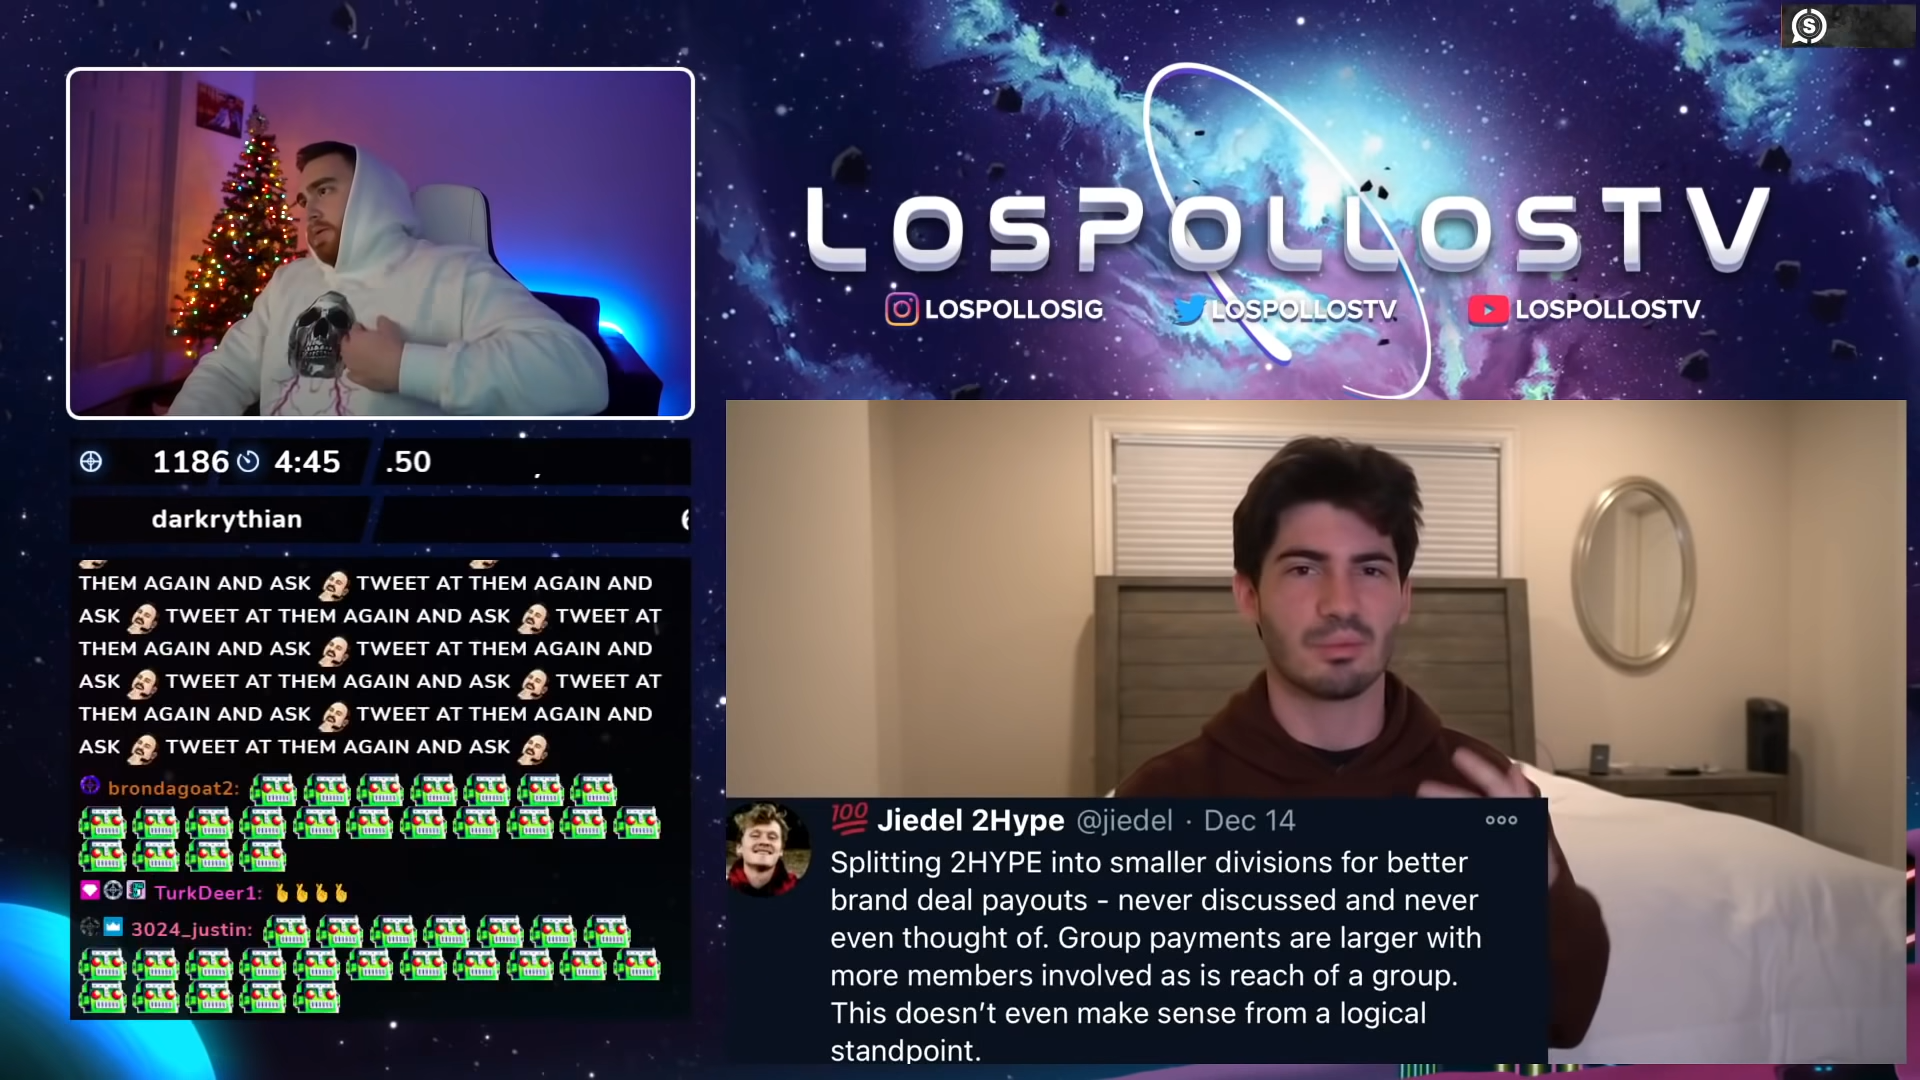 LOSPOLLOSTV
LOSPOLLOSIG
LOSPOLLOSTV
LOSPOLLOSTV
1186
4:45
.50
darkrythian
THEM AGAIN AND ASK TWEET AT THEM AGAIN AND
ASK TWEET AT THEM AGAIN AND ASK TWEET AT
THEM AGAIN AND ASK TWEET AT THEM AGAIN AND
ASK TWEET AT THEM AGAIN AND ASK TWEET AT
THEM AGAIN AND ASK TWEET AT THEM AGAIN AND
ASK TWEET AT THEM AGAIN AND ASK
brondagoat2:
TurkDeer1: 🤞🤞🤞🤞
3024_justin:
💯 Jiedel 2Hype @jiedel · Dec 14
Splitting 2HYPE into smaller divisions for better
brand deal payouts - never discussed and never
even thought of. Group payments are larger with
more members involved as is reach of a group.
This doesn't even make sense from a logical
standpoint.